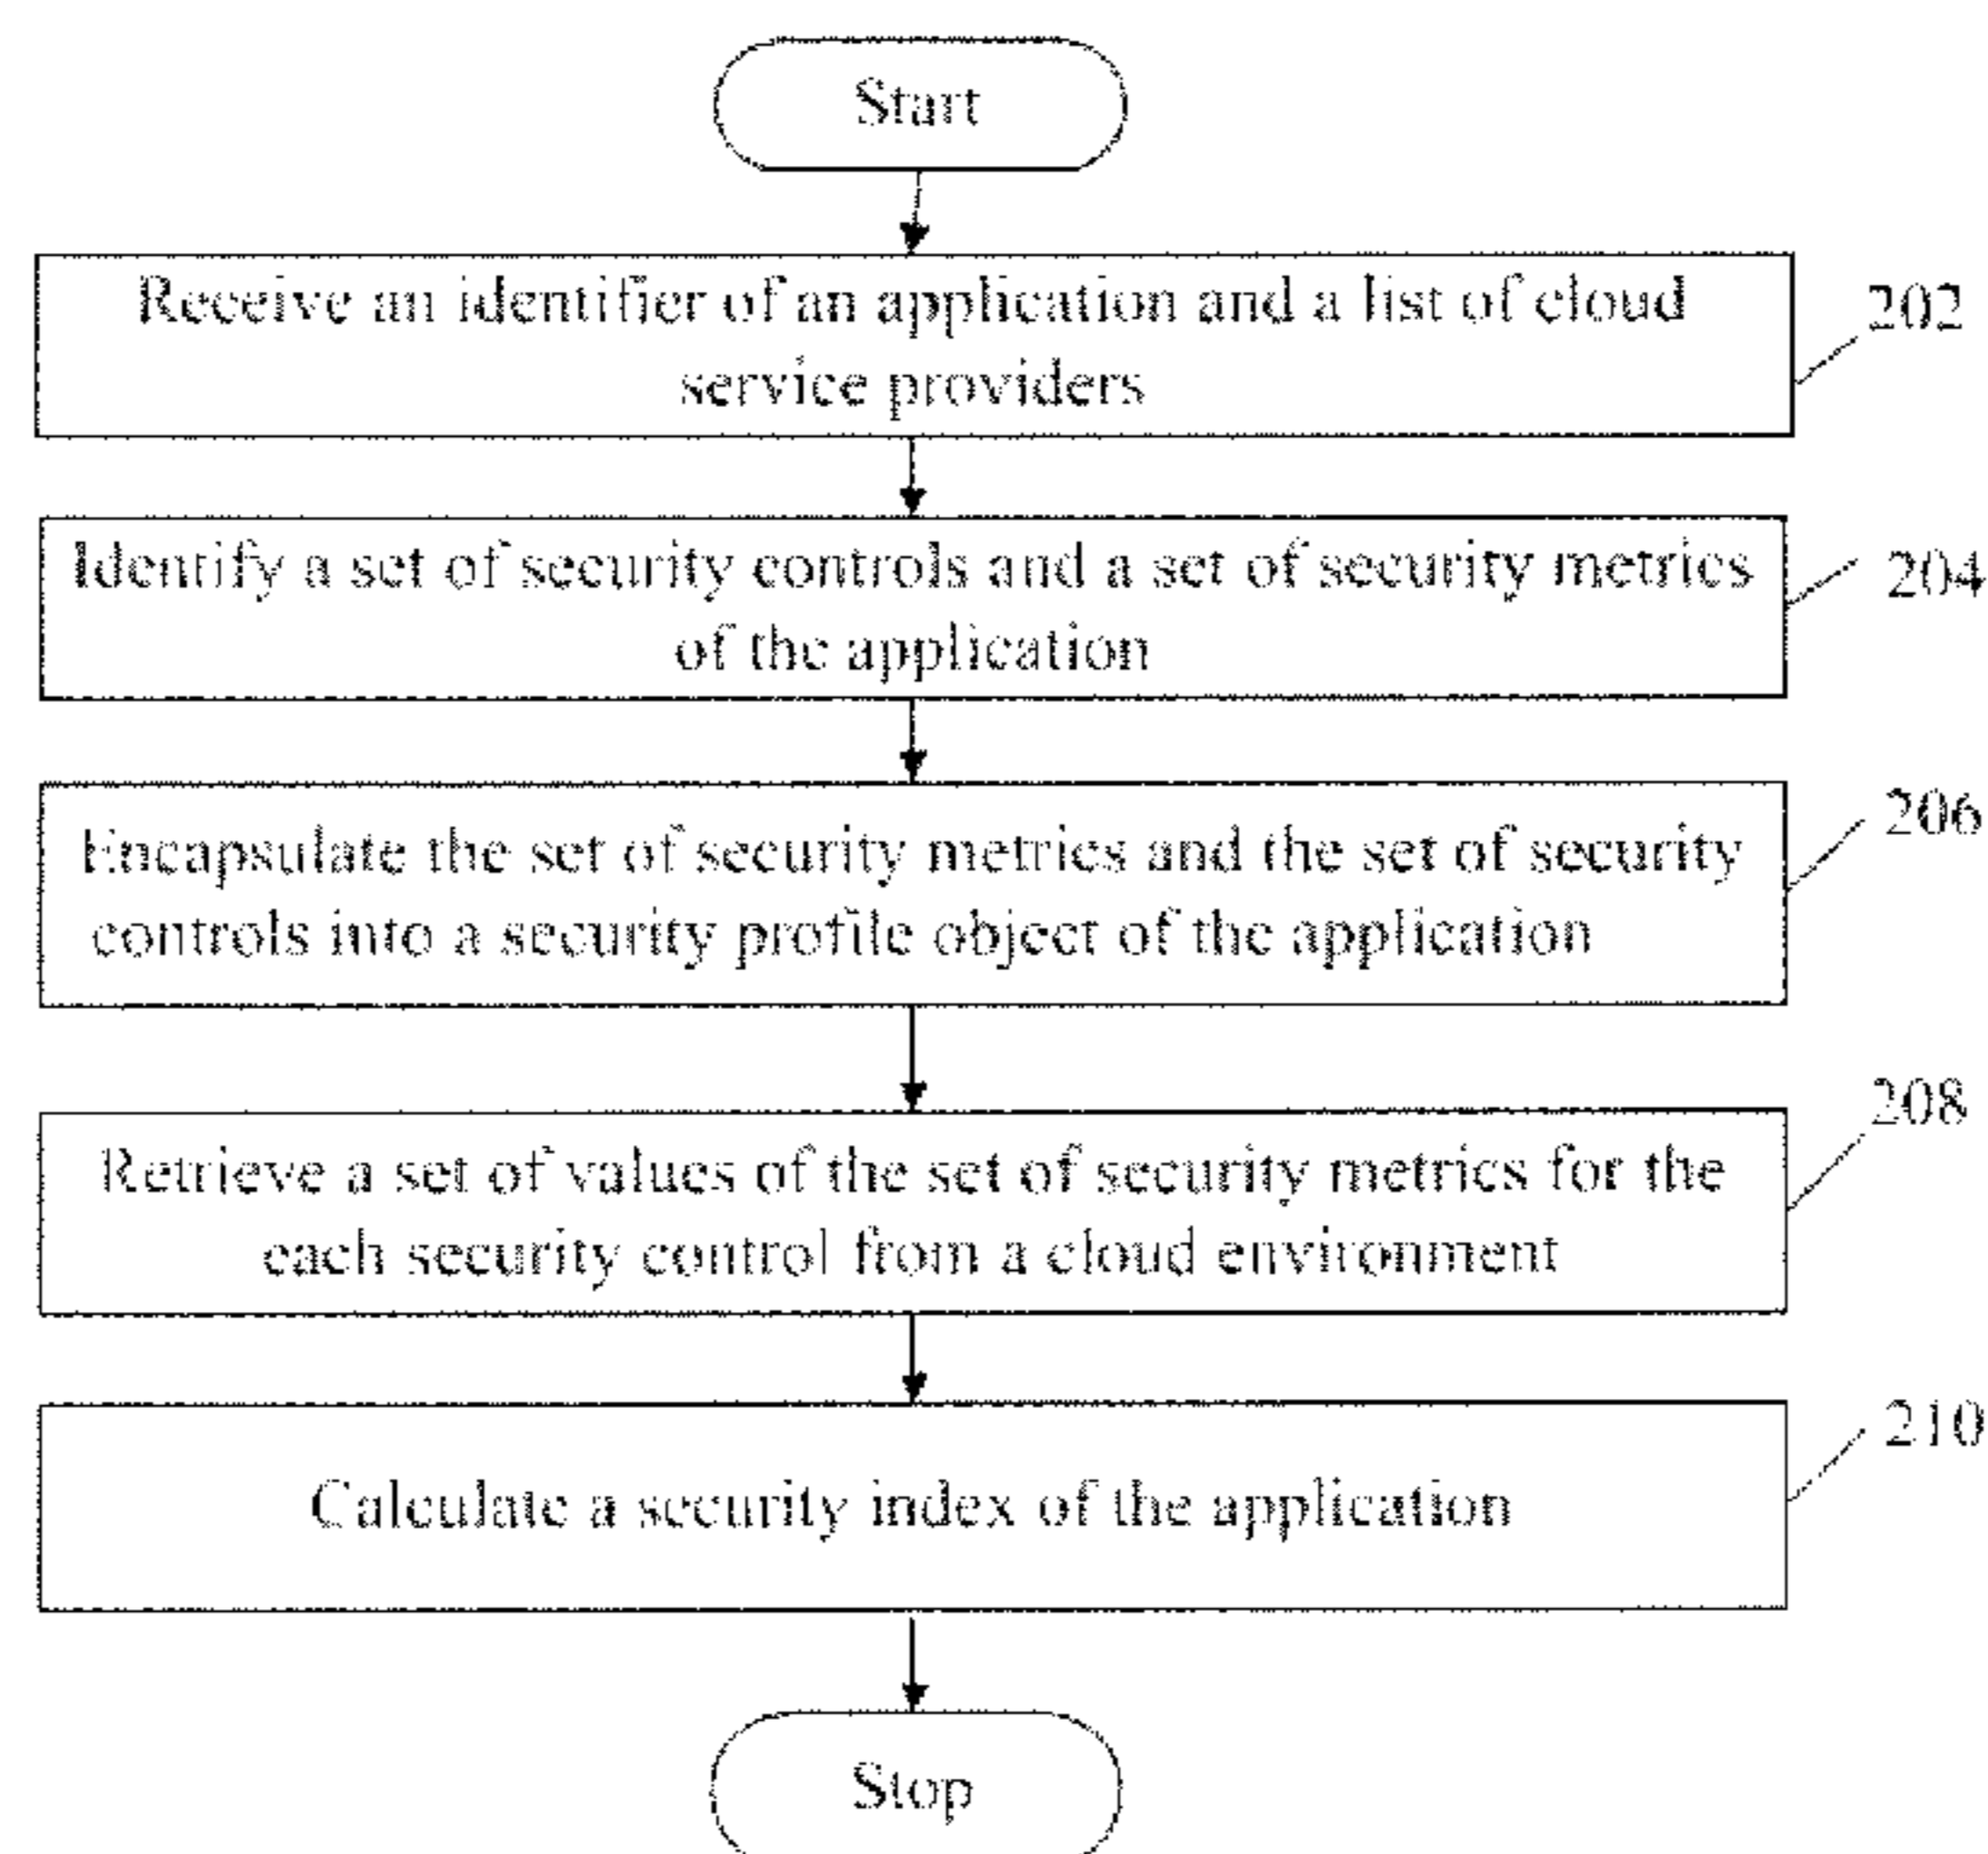 Start
Receive an identifier of an application and a list of cloud
service providers
202
Identify a set of security controls and a set of security metrics
of the application
204
Encapsulate the set of security metrics and the set of security
controls into a security profile object of the application
206
Retrieve a set of values of the set of security metrics for the
each security control from a cloud environment
208
Calculate a security index of the application
210
Stop